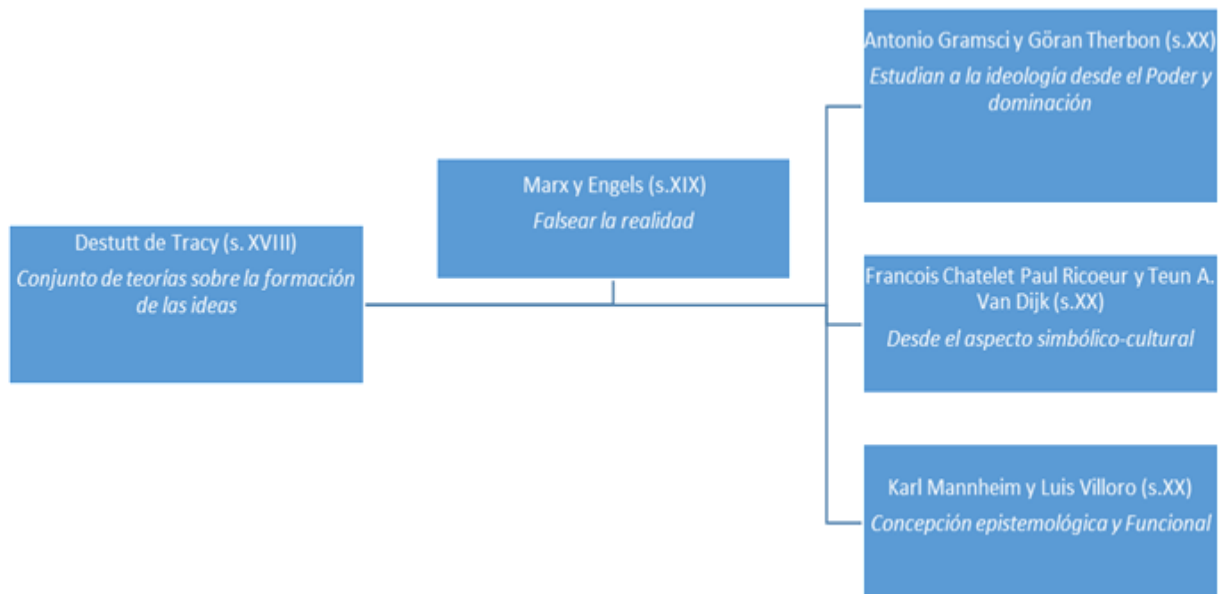 Destutt de Tracy (s. XVIII)
Conjunto de teorías sobre la formación
de las ideas
Marx y Engels (s.XIX)
Falsear la realidad
Antonio Gramsci y Göran Therbon (s.XX)
Estudian a la ideología desde el Poder y
dominación
Francois Chatelet Paul Ricoeur y Teun A.
Van Dijk (s.XX)
Desde el aspecto simbólico-cultural
Karl Mannheim y Luis Villoro (s.XX)
Concepción epistemológica y Funcional